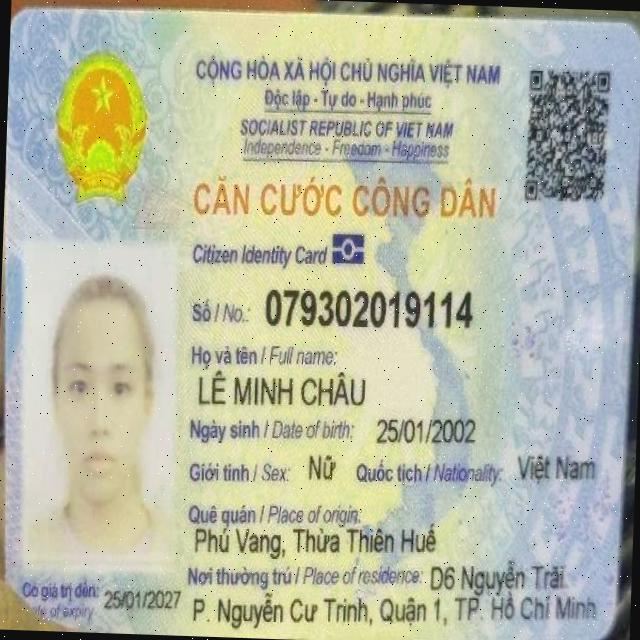 CỘNG HÒA XÃ HỘI CHỦ NGHĨA VIỆT NAM
Độc lập - Tự do - Hạnh phúc
SOCIALIST REPUBLIC OF VIET NAM
Independence - Freedom - Happiness
CĂN CƯỚC CÔNG DÂN
Citizen Identity Card
Số / No.: 079302019114
Họ và tên / Full name:
LÊ MINH CHÂU
Ngày sinh / Date of birth: 25/01/2002
Giới tính / Sex: Nữ Quốc tịch / Nationality: Việt Nam
Quê quán / Place of origin:
Phú Vang, Thừa Thiên Huế
Nơi thường trú / Place of residence: D6 Nguyễn Trãi
P. Nguyễn Cư Trinh, Quận 1, TP. Hồ Chí Minh
Có giá trị đến: 25/01/2027
of expiry